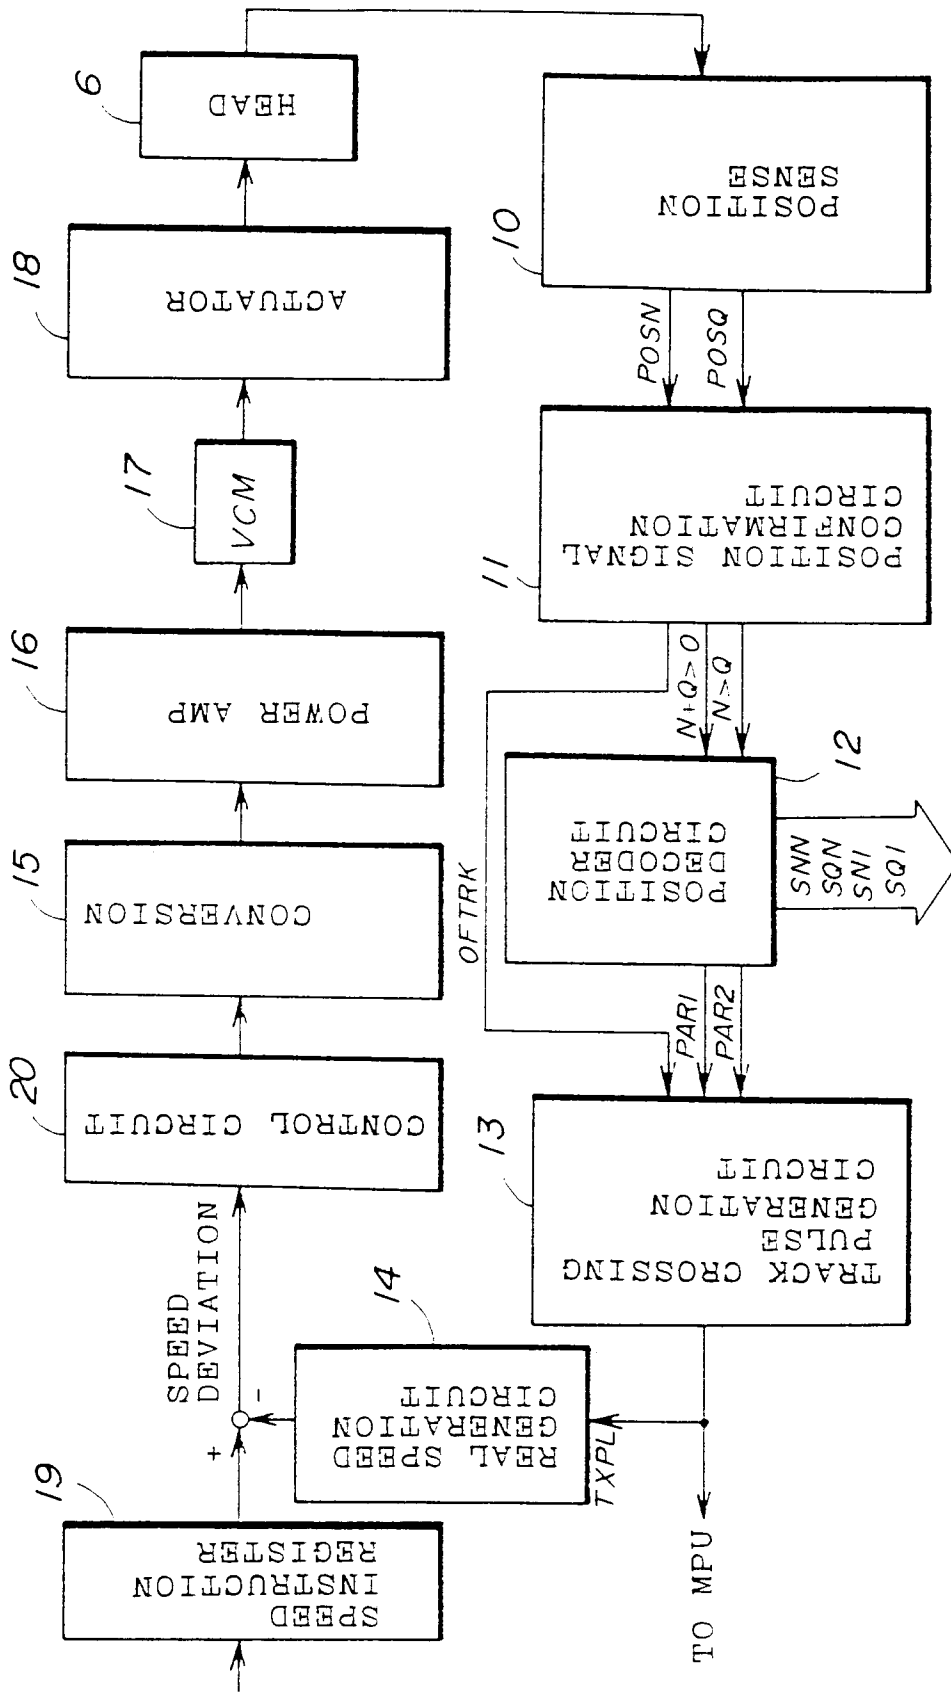 19
SPEED
INSTRUCTION
REGISTER
+
-
SPEED
DEVIATION
20
CONTROL CIRCUIT
15
CONVERSION
16
POWER AMP
17
VCM
18
ACTUATOR
6
HEAD
14
REAL SPEED
GENERATION
CIRCUIT
TXPL
TO MPU
13
TRACK CROSSING
PULSE
GENERATION
CIRCUIT
OFTRK
PAR1
PAR2
12
POSITION
DECODER
CIRCUIT
SNN
SQN
SN1
SQ1
N+Q>0
N>Q
11
POSITION SIGNAL
CONFIRMATION
CIRCUIT
POSN
POSQ
10
POSITION
SENSE